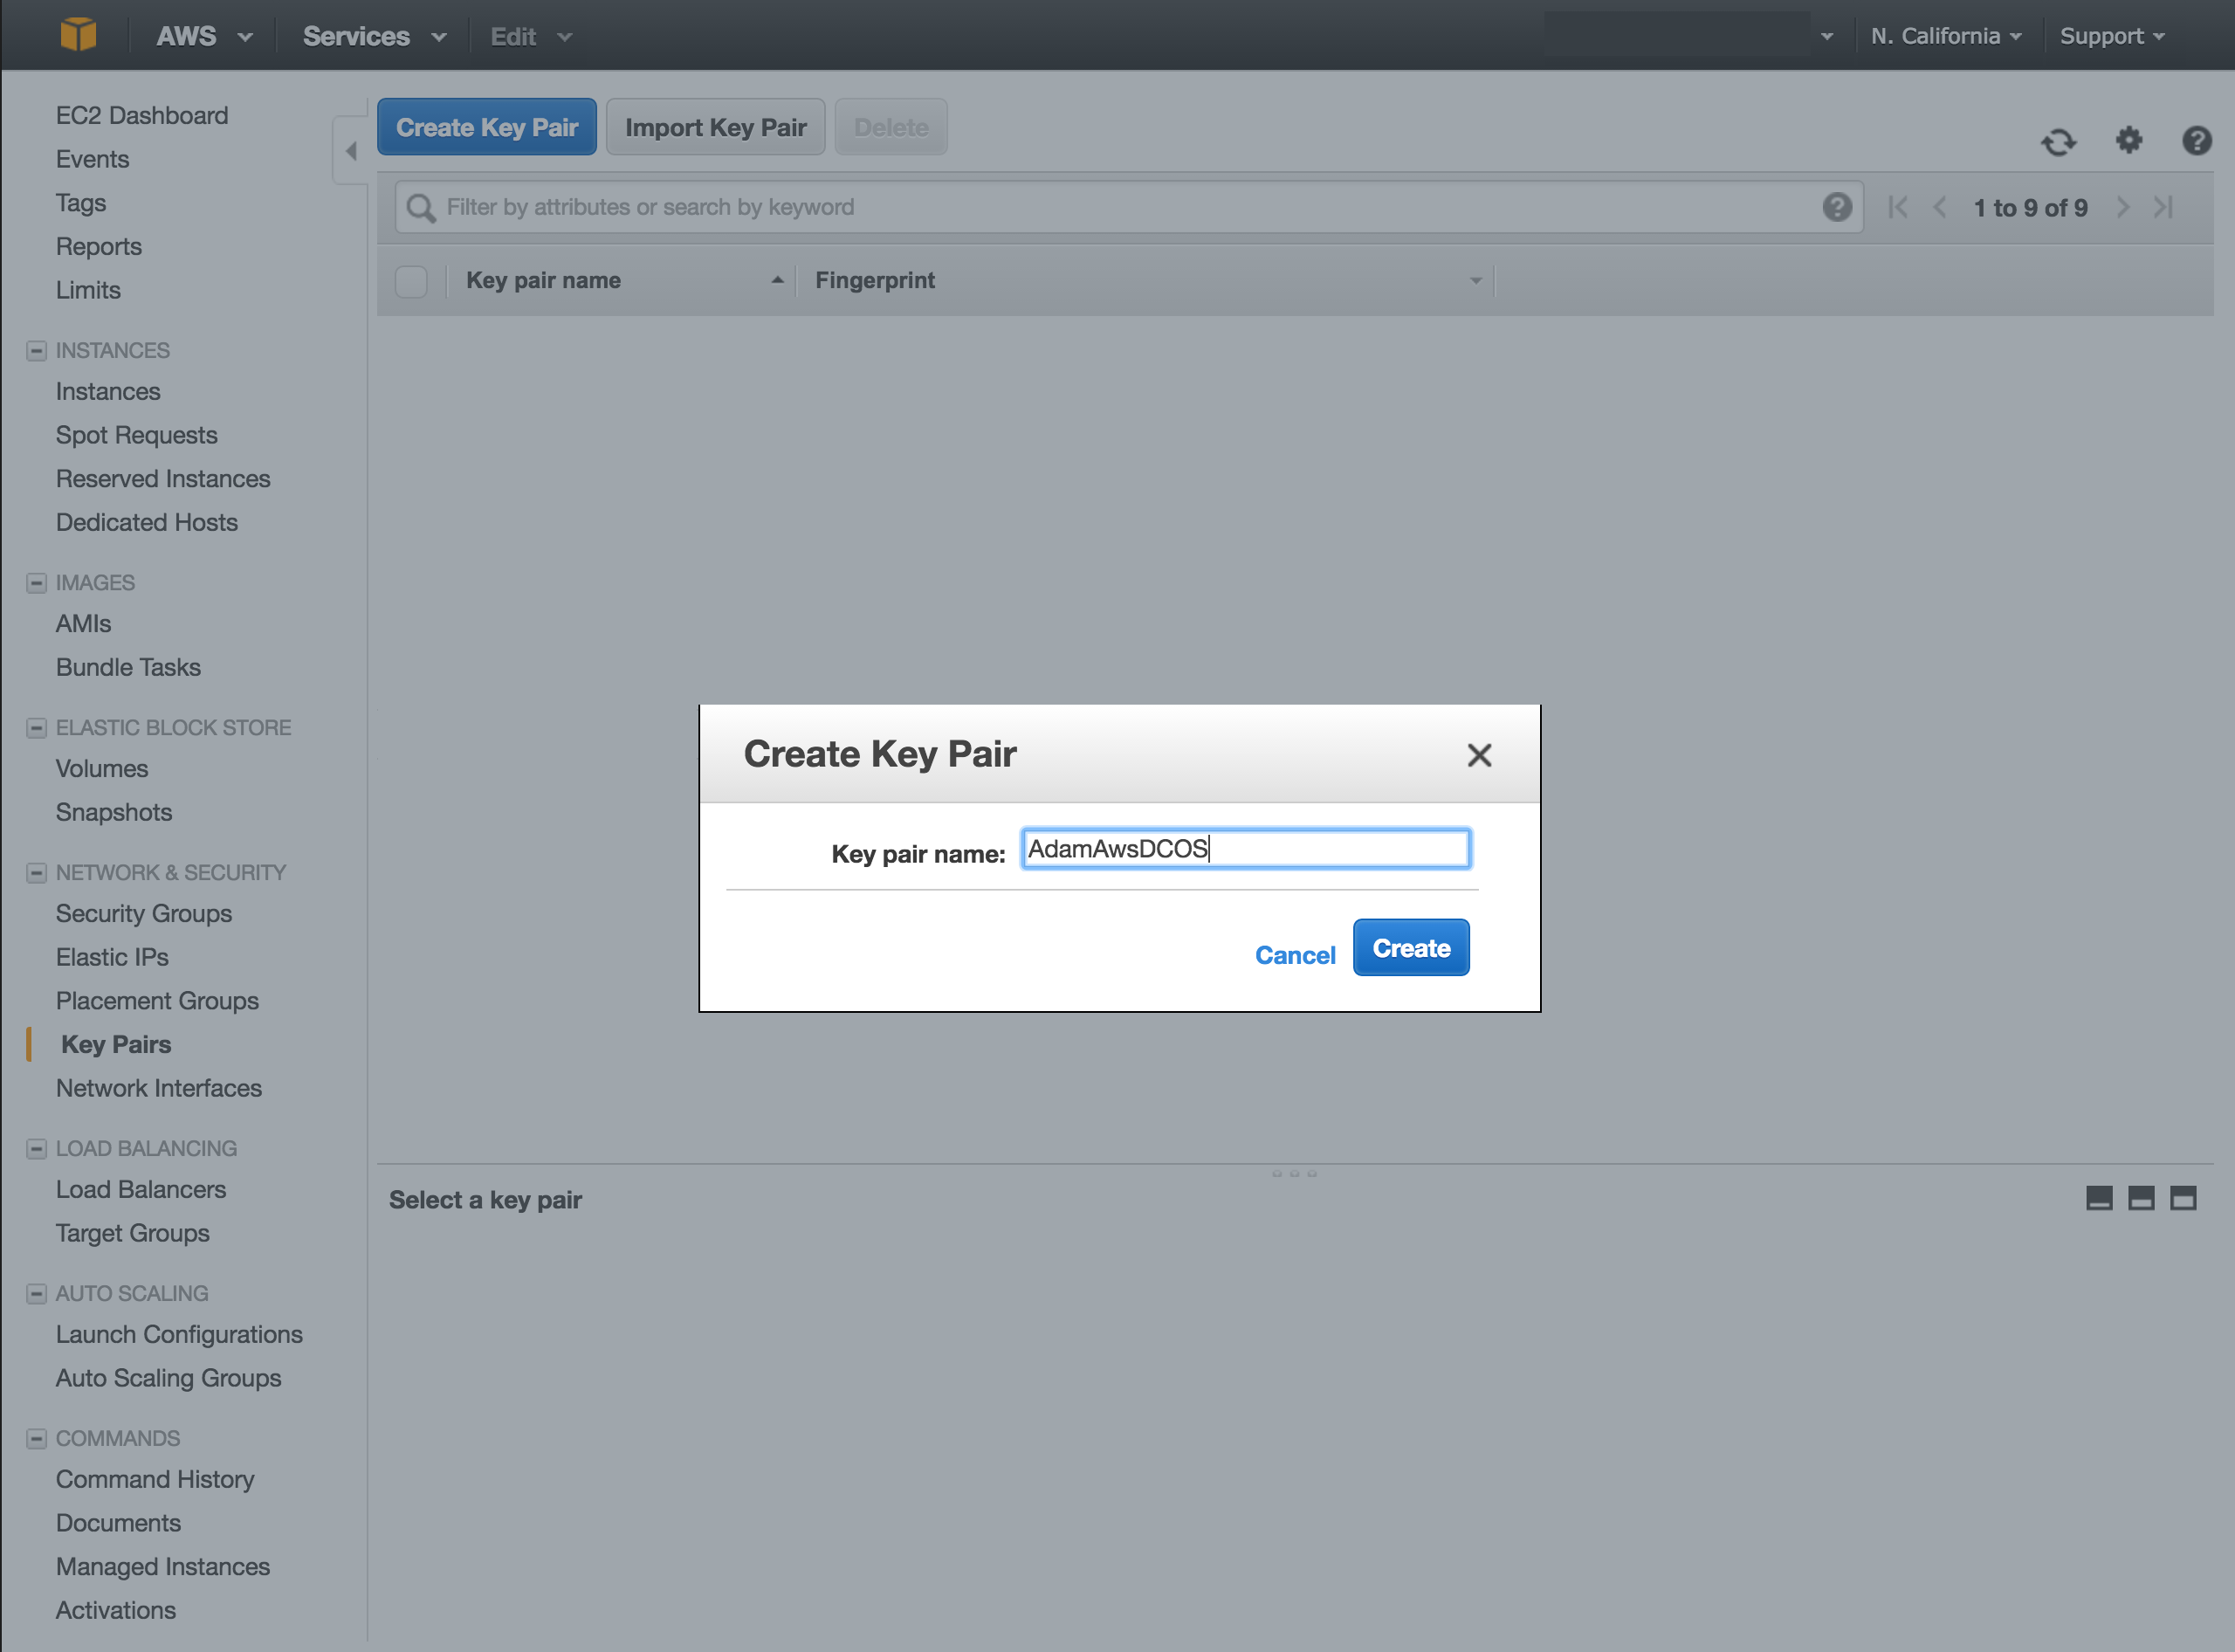 AWS Services Edit N. California Support
EC2 Dashboard
Events
Tags
Reports
Limits
INSTANCES
Instances
Spot Requests
Reserved Instances
Dedicated Hosts
IMAGES
AMIs
Bundle Tasks
ELASTIC BLOCK STORE
Volumes
Snapshots
NETWORK & SECURITY
Security Groups
Elastic IPs
Placement Groups
Key Pairs
Network Interfaces
LOAD BALANCING
Load Balancers
Target Groups
AUTO SCALING
Launch Configurations
Auto Scaling Groups
COMMANDS
Command History
Documents
Managed Instances
Activations
Create Key Pair Import Key Pair Delete
Filter by attributes or search by keyword 1 to 9 of 9
Key pair name Fingerprint
Create Key Pair
Key pair name: AdamAwsDCOS
Cancel Create
Select a key pair